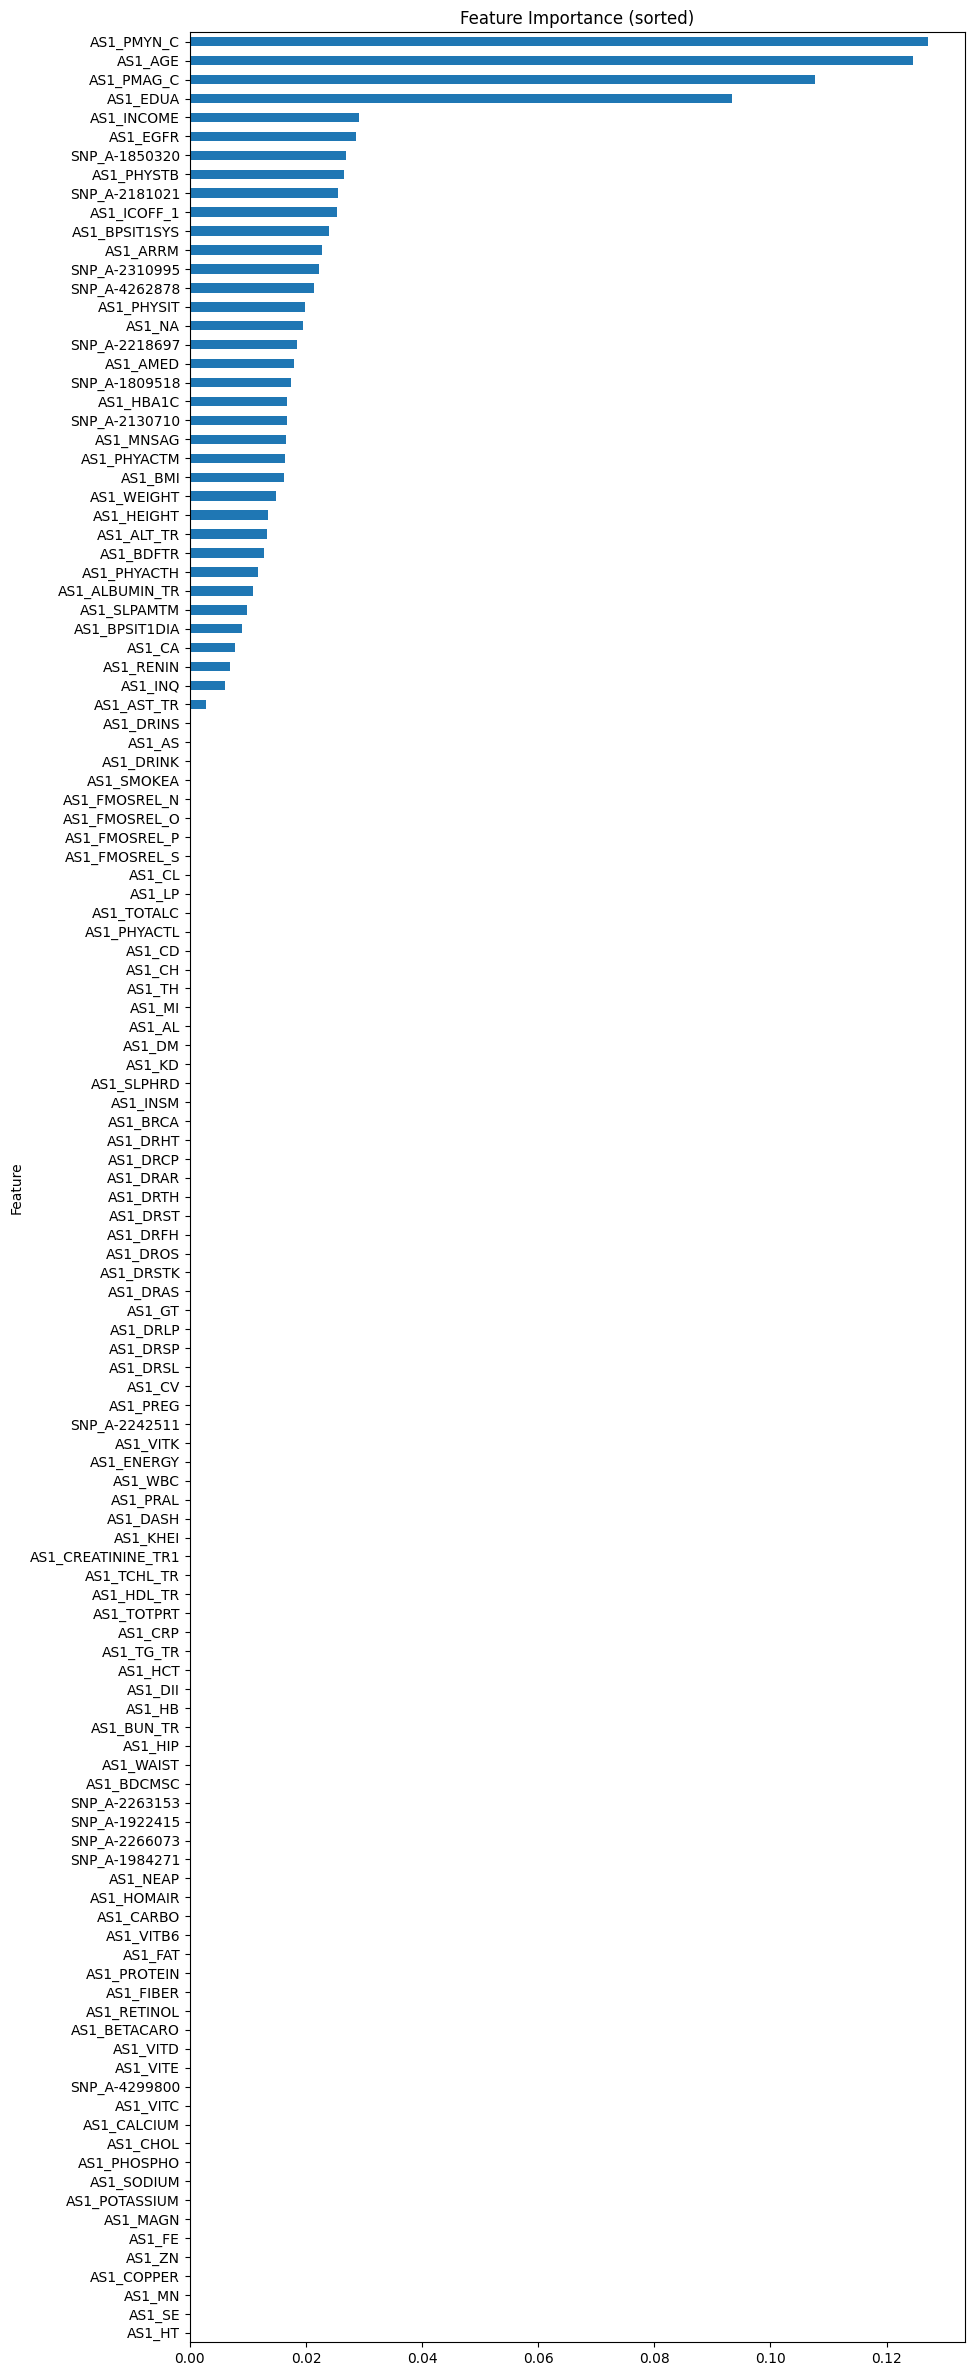 Feature Importance (sorted)
AS1_PMYN_C
AS1_AGE
AS1_PMAG_C
AS1_EDUA
AS1_INCOME
AS1_EGFR
SNP_A-1850320
AS1_PHYSTB
SNP_A-2181021
AS1_ICOFF_1
AS1_BPSIT1SYS
AS1_ARRM
SNP_A-2310995
SNP_A-4262878
AS1_PHYSIT
AS1_NA
SNP_A-2218697
AS1_AMED
SNP_A-1809518
AS1_HBA1C
SNP_A-2130710
AS1_MNSAG
AS1_PHYACTM
AS1_BMI
AS1_WEIGHT
AS1_HEIGHT
AS1_ALT_TR
AS1_BDFTR
AS1_PHYACTH
AS1_ALBUMIN_TR
AS1_SLPAMTM
AS1_BPSIT1DIA
AS1_CA
AS1_RENIN
AS1_INQ
AS1_AST_TR
AS1_DRINS
AS1_AS
AS1_DRINK
AS1_SMOKEA
AS1_FMOSREL_N
AS1_FMOSREL_O
AS1_FMOSREL_P
AS1_FMOSREL_S
AS1_CL
AS1_LP
AS1_TOTALC
AS1_PHYACTL
AS1_CD
AS1_CH
AS1_TH
AS1_MI
AS1_AL
AS1_DM
AS1_KD
AS1_SLPHRD
AS1_INSM
AS1_BRCA
AS1_DRHT
AS1_DRCP
AS1_DRAR
AS1_DRTH
AS1_DRST
AS1_DRFH
AS1_DROS
AS1_DRSTK
AS1_DRAS
AS1_GT
AS1_DRLP
AS1_DRSP
AS1_DRSL
AS1_CV
AS1_PREG
SNP_A-2242511
AS1_VITK
AS1_ENERGY
AS1_WBC
AS1_PRAL
AS1_DASH
AS1_KHEI
AS1_CREATININE_TR1
AS1_TCHL_TR
AS1_HDL_TR
AS1_TOTPRT
AS1_CRP
AS1_TG_TR
AS1_HCT
AS1_DII
AS1_HB
AS1_BUN_TR
AS1_HIP
AS1_WAIST
AS1_BDCMSC
SNP_A-2263153
SNP_A-1922415
SNP_A-2266073
SNP_A-1984271
AS1_NEAP
AS1_HOMAIR
AS1_CARBO
AS1_VITB6
AS1_FAT
AS1_PROTEIN
AS1_FIBER
AS1_RETINOL
AS1_BETACARO
AS1_VITD
AS1_VITE
SNP_A-4299800
AS1_VITC
AS1_CALCIUM
AS1_CHOL
AS1_PHOSPHO
AS1_SODIUM
AS1_POTASSIUM
AS1_MAGN
AS1_FE
AS1_ZN
AS1_COPPER
AS1_MN
AS1_SE
AS1_HT
Feature
0.00 0.02 0.04 0.06 0.08 0.10 0.12